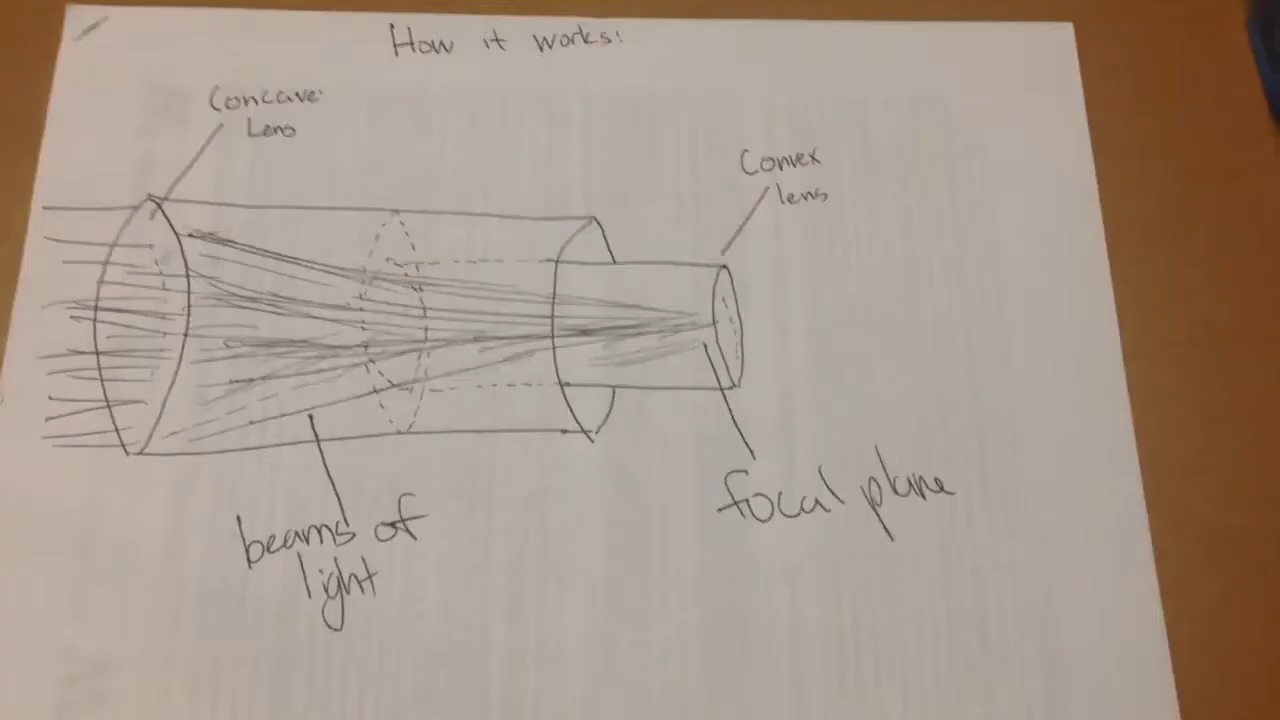 How it works:
Concave
Lens
Convex
lens
focal plane
beams of
light